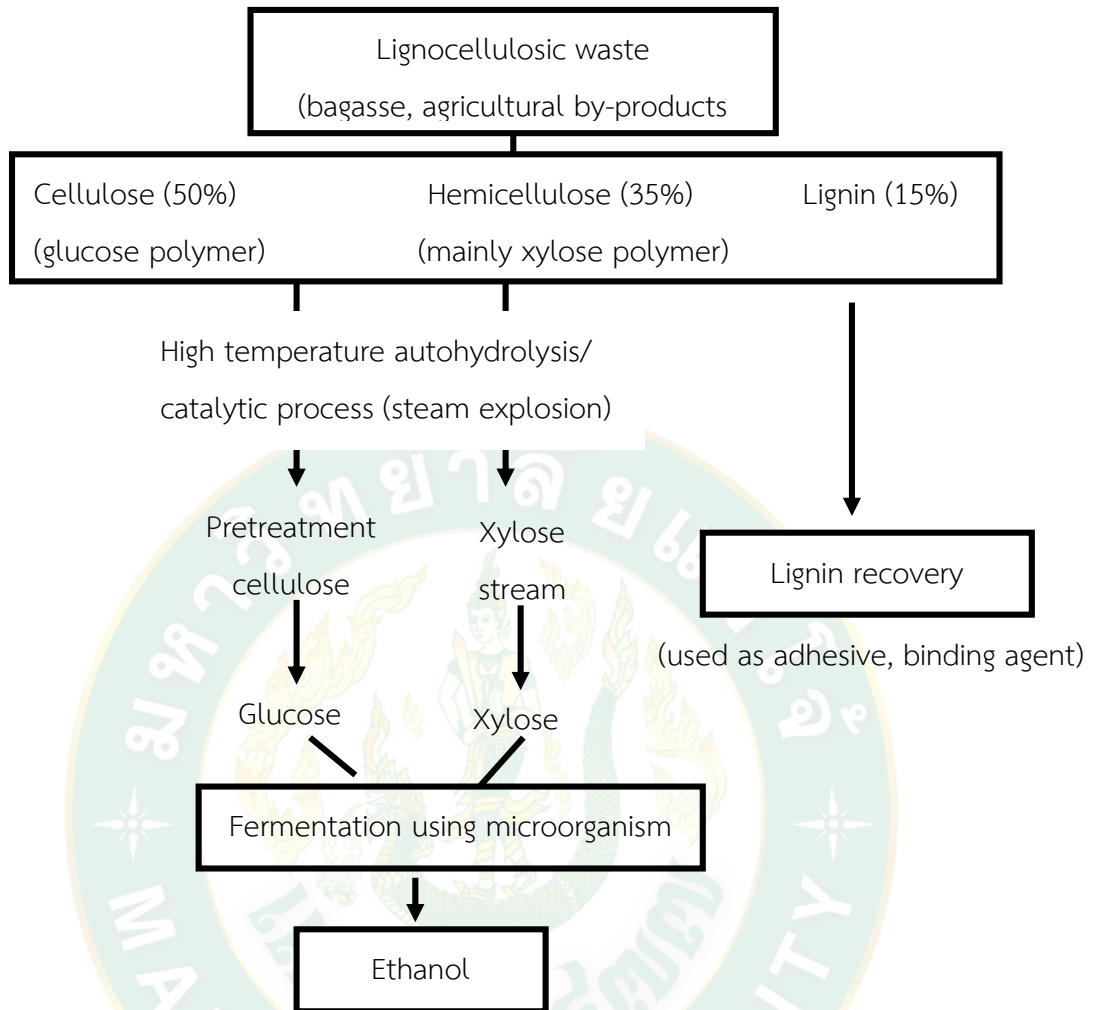 Lignocellulosic waste
(bagasse, agricultural by-products
Cellulose (50%) Hemicellulose (35%) Lignin (15%)
(glucose polymer) (mainly xylose polymer)
High temperature autohydrolysis/
catalytic process (steam explosion)
Pretreatment
cellulose
Xylose
stream
Lignin recovery
(used as adhesive, binding agent)
Glucose Xylose
Fermentation using microorganism
Ethanol